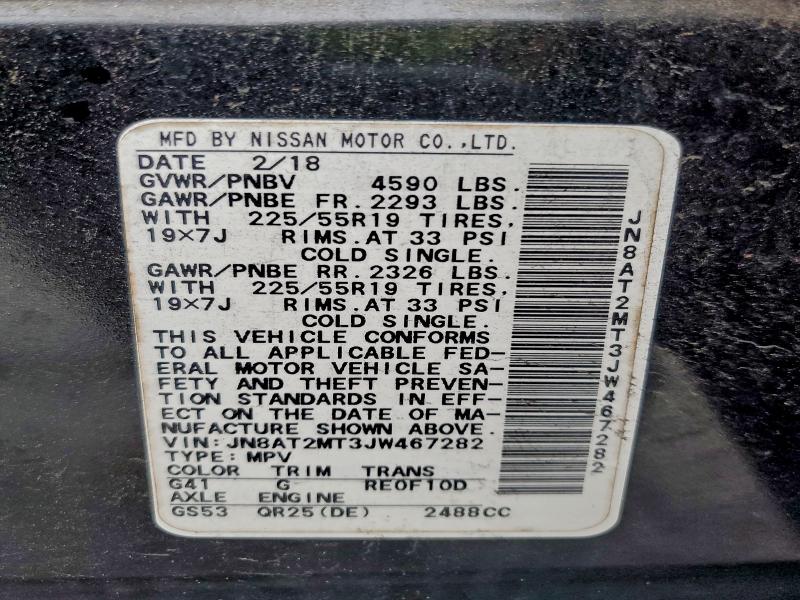 MFD BY NISSAN MOTOR CO.,LTD.
DATE 2/18
GVWR/PNBV 4590 LBS.
GAWR/PNBE FR. 2293 LBS.
WITH 225/55R19 TIRES,
19×7J RIMS. AT 33 PSI
COLD SINGLE.
GAWR/PNBE RR. 2326 LBS.
WITH 225/55R19 TIRES,
19×7J RIMS. AT 33 PSI
COLD SINGLE.
THIS VEHICLE CONFORMS
TO ALL APPLICABLE FED-
ERAL MOTOR VEHICLE SA-
FETY AND THEFT PREVEN-
TION STANDARDS IN EFF-
ECT ON THE DATE OF MA-
NUFACTURE SHOWN ABOVE.
VIN: JN8AT2MT3JW467282
TYPE: MPV
COLOR TRIM TRANS
G41 G RE0F10D
AXLE ENGINE
GS53 QR25(DE) 2488CC
JN8AT2MT3JW467282